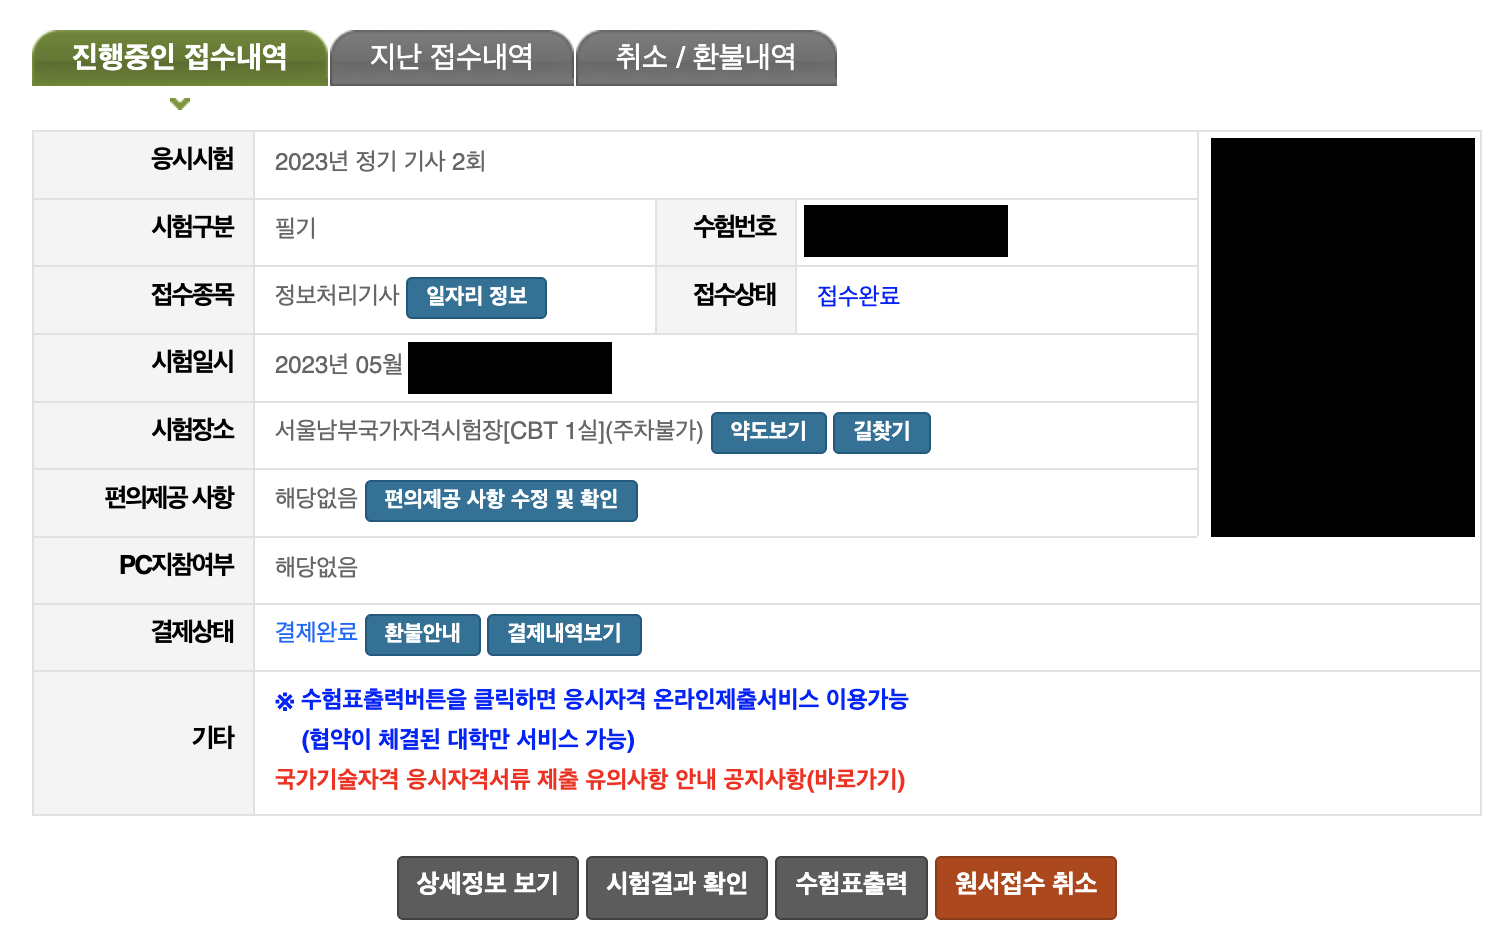 진행중인 접수내역 지난 접수내역 취소 / 환불내역
응시시험 2023년 정기 기사 2회
시험구분 필기 수험번호
접수종목 정보처리기사 일자리 정보 접수상태 접수완료
시험일시 2023년 05월
시험장소 서울남부국가자격시험장[CBT 1실](주차불가) 약도보기 길찾기
편의제공 사항 해당없음 편의제공 사항 수정 및 확인
PC지참여부 해당없음
결제상태 결제완료 환불안내 결제내역보기
기타
※ 수험표출력버튼을 클릭하면 응시자격 온라인제출서비스 이용가능
(협약이 체결된 대학만 서비스 가능)
국가기술자격 응시자격서류 제출 유의사항 안내 공지사항(바로가기)
상세정보 보기 시험결과 확인 수험표출력 원서접수 취소